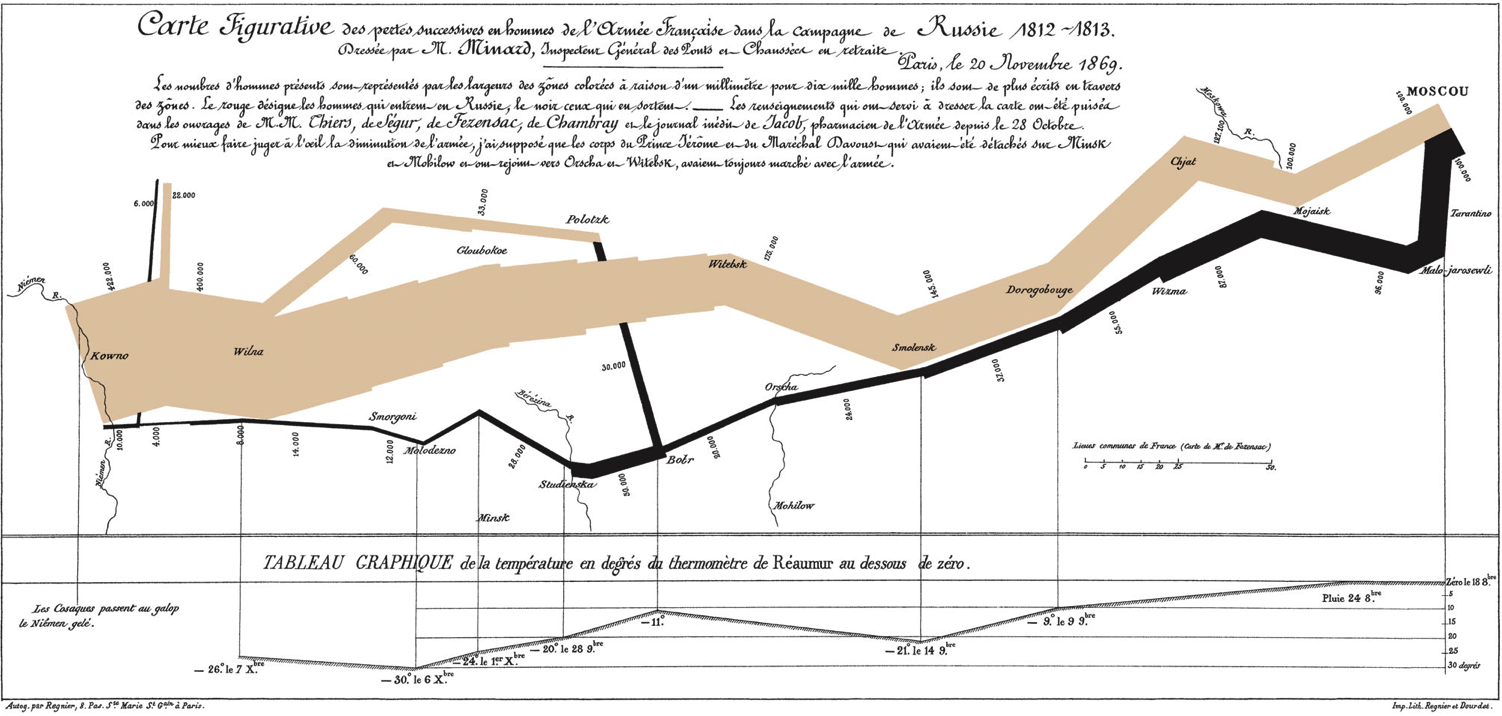 Carte Figurative des pertes successives en hommes de l'Armée Française dans la campagne de Russie 1812~1813.
Dressée par M. Minard, Inspecteur Général des Ponts et Chaussées en retraite.
Paris, le 20 Novembre 1869.
Les nombres d'hommes présents sont représentés par les largeurs des zônes colorées à raison d'un millimètre pour dix mille hommes; ils sont de plus écrits en travers
des zônes. Le rouge désigne les hommes qui entrent en Russie, le noir ceux qui en sortent. ___ Les renseignements qui ont servi à dresser la carte ont été puisés
dans les ouvrages de M.M. Thiers, de Ségur, de Fezensac, de Chambray et le journal inédit de Jacob, pharmacien de l'Armée depuis le 28 Octobre.
Pour mieux faire juger à l'œil la diminution de l'armée, j'ai supposé que les corps du Prince Jérôme et du Maréchal Davoust qui avaient été détachés sur Minsk
et Mohilow et ont rejoint vers Orscha et Witebsk, avaient toujours marché avec l'armée.
MOSCOU
100.000
100.000
Moskowa R.
127.100
100.000
Chjat
Mojaisk
Tarantino
Malo-jarosewli
6.000
22.000
60.000
33.000
Polotzk
Gloubokoe
Niémen R.
422.000
400.000
Kowno
Wilna
Witebsk
175.000
145.000
Smolensk
Dorogobouge
Wizma
96.000
87.000
55.000
37.000
24.000
Orscha
30.000
Bérézina R.
Smorgoni
Molodezno
10.000
4.000
8.000
14.000
12.000
28.000
Studienska
50.000
Bobr
20.000
Niémen R.
Minsk
Mohilow
Lieues communes de France (Carte de M. de Fezensac)
0 5 10 15 20 25 50.
TABLEAU GRAPHIQUE de la température en degrés du thermomètre de Réaumur au dessous de zéro.
Les Cosaques passent au galop
le Niémen gelé.
— 26.° le 7 Xbre
— 30.° le 6 Xbre
— 24.° le 1.er Xbre
— 20.° le 28 9.bre
— 11.°
— 21.° le 14 9.bre
— 9.° le 9 9.bre
Pluie 24 8.bre
Zéro le 18 8.bre
5
10
15
20
25
30 degrés
Autog. par Regnier, 8. Pas. Ste Marie St Gain à Paris.
Imp. Lith. Regnier et Dourdet.